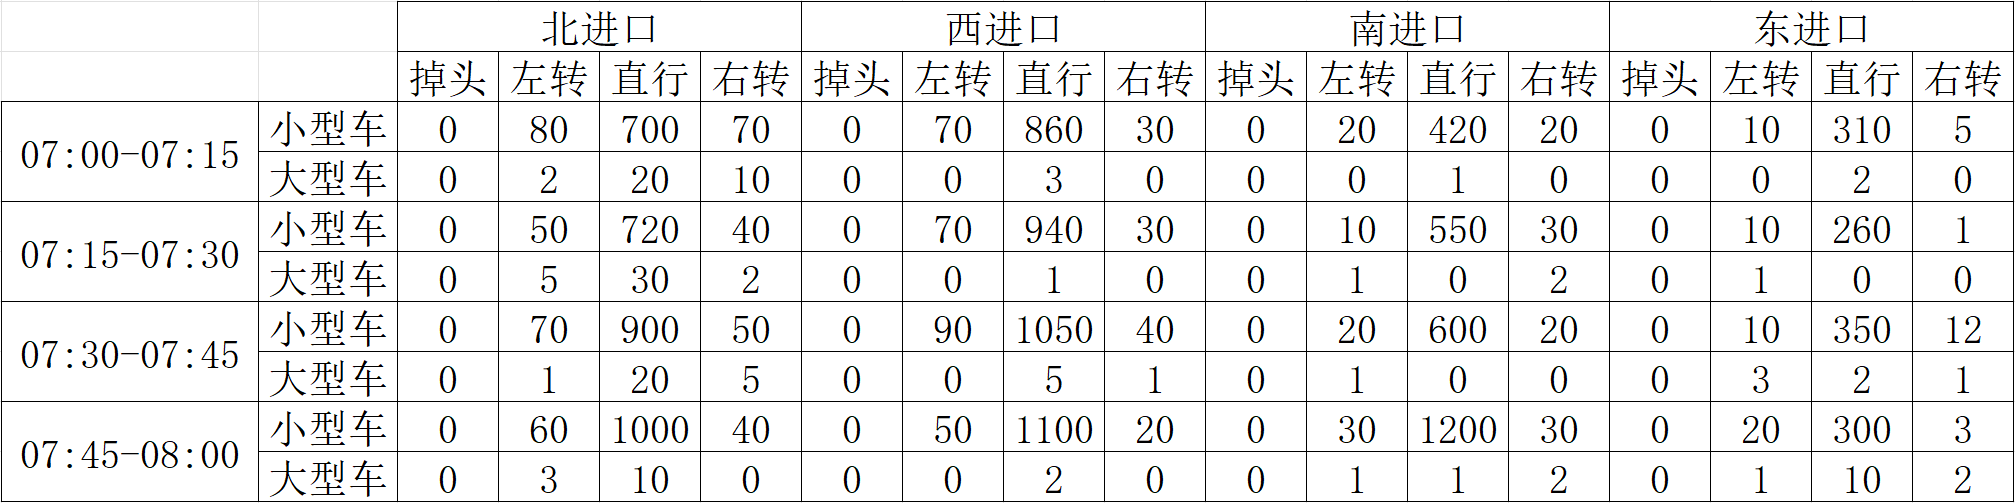 北进口 西进口 南进口 东进口
掉头 左转 直行 右转 掉头 左转 直行 右转 掉头 左转 直行 右转 掉头 左转 直行 右转
07:00-07:15 小型车 0 80 700 70 0 70 860 30 0 20 420 20 0 10 310 5
大型车 0 2 20 10 0 0 3 0 0 0 1 0 0 0 2 0
07:15-07:30 小型车 0 50 720 40 0 70 940 30 0 10 550 30 0 10 260 1
大型车 0 5 30 2 0 0 1 0 0 1 0 2 0 1 0 0
07:30-07:45 小型车 0 70 900 50 0 90 1050 40 0 20 600 20 0 10 350 12
大型车 0 1 20 5 0 0 5 1 0 1 0 0 0 3 2 1
07:45-08:00 小型车 0 60 1000 40 0 50 1100 20 0 30 1200 30 0 20 300 3
大型车 0 3 10 0 0 0 2 0 0 1 1 2 0 1 10 2